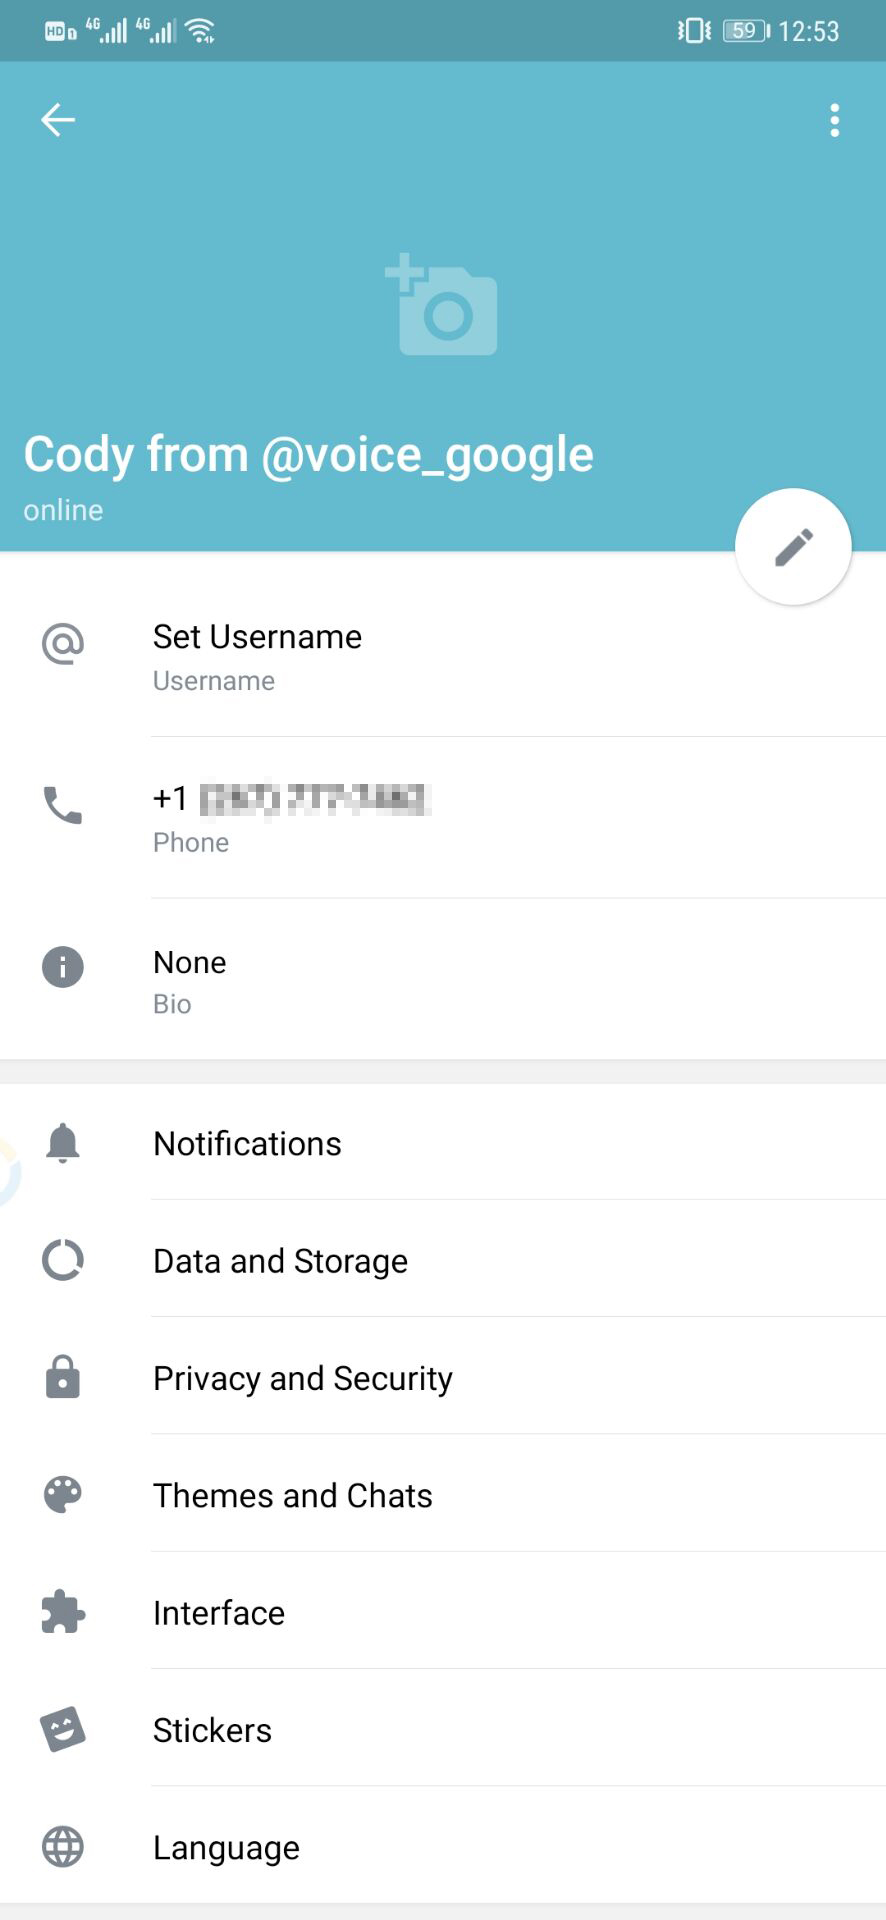 HD 1 4G 4G 59 12:53
Cody from @voice_google
online
Set Username
Username
+1
Phone
None
Bio
Notifications
Data and Storage
Privacy and Security
Themes and Chats
Interface
Stickers
Language